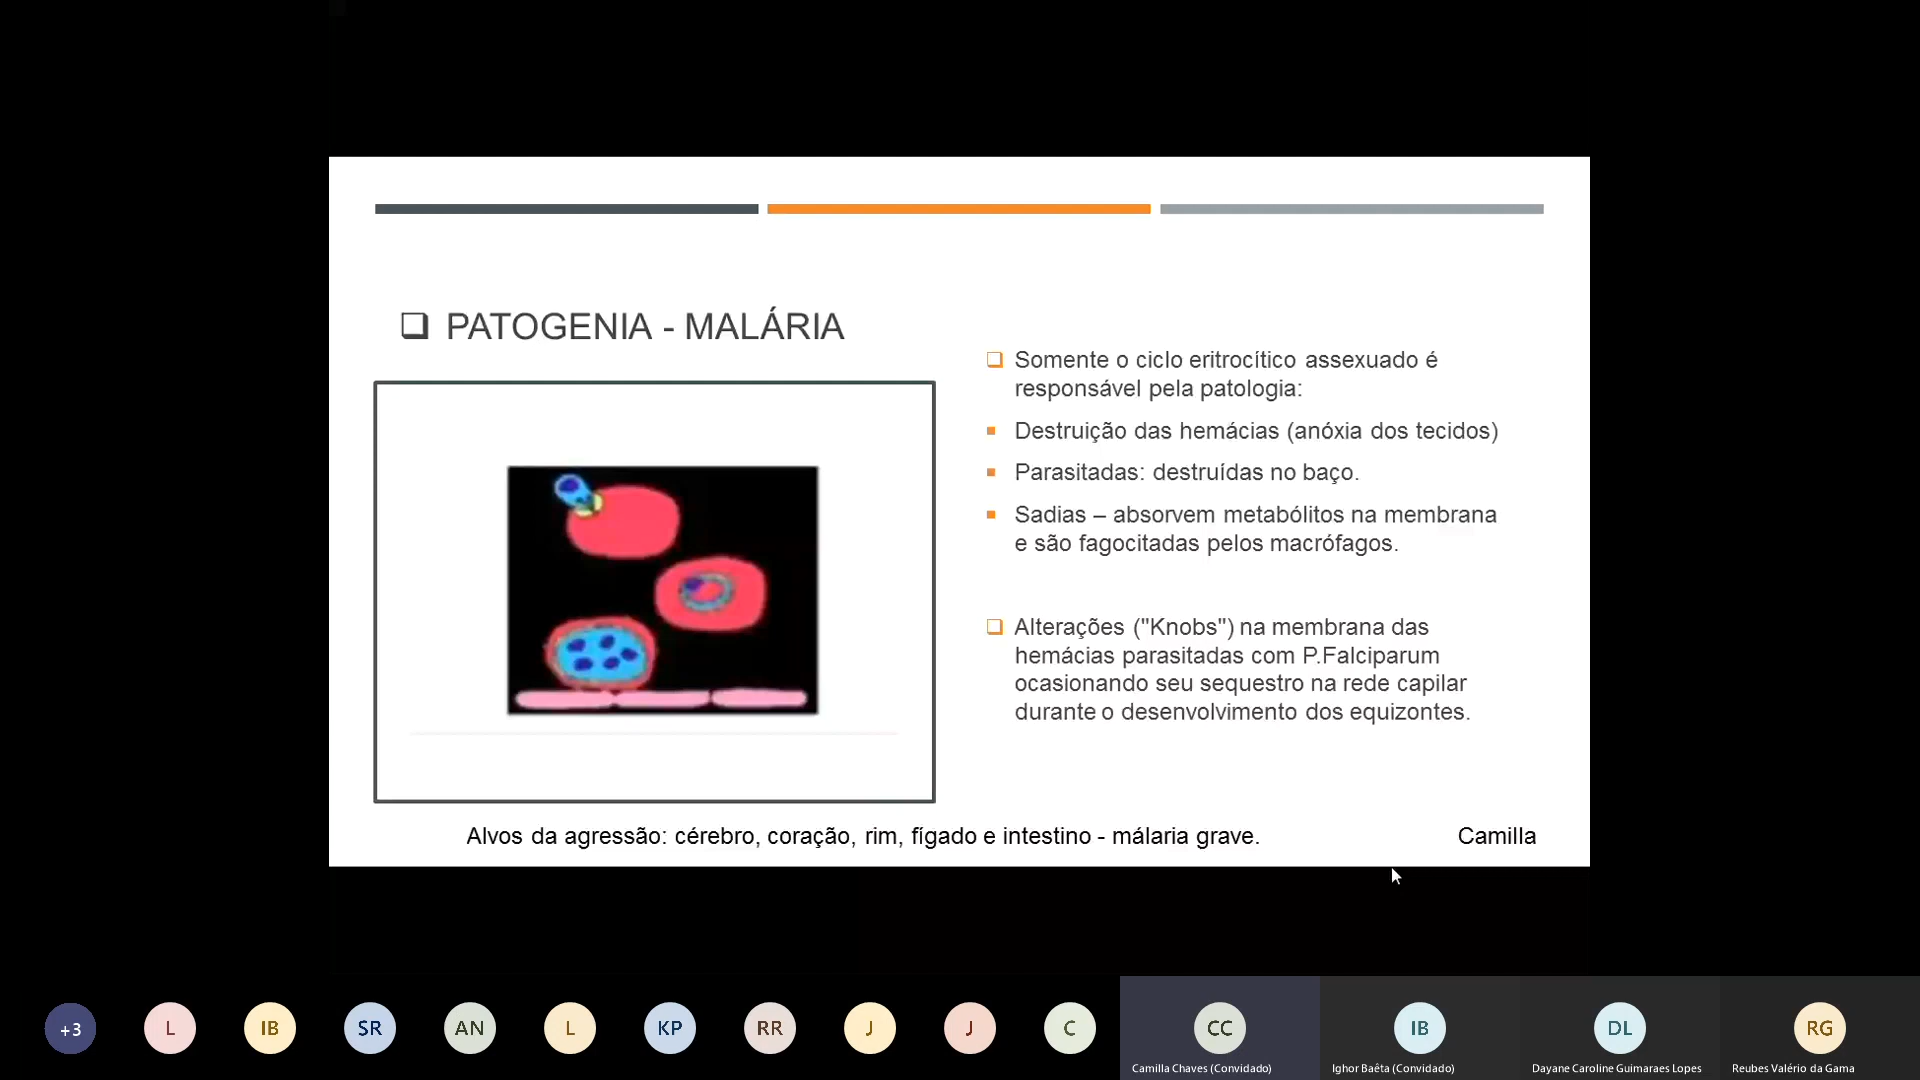 PATOGENIA - MALÁRIA
Somente o ciclo eritrocítico assexuado é
responsável pela patologia:
Destruição das hemácias (anóxia dos tecidos)
Parasitadas: destruídas no baço.
Sadias – absorvem metabólitos na membrana
e são fagocitadas pelos macrófagos.
Alterações ("Knobs") na membrana das
hemácias parasitadas com P.Falciparum
ocasionando seu sequestro na rede capilar
durante o desenvolvimento dos equizontes.
Alvos da agressão: cérebro, coração, rim, fígado e intestino - málaria grave.
Camilla
+3
L
IB
SR
AN
L
KP
RR
J
J
C
CC
IB
DL
RG
Camilla Chaves (Convidado)
Ighor Baêta (Convidado)
Dayane Caroline Guimaraes Lopes
Reubes Valério da Gama